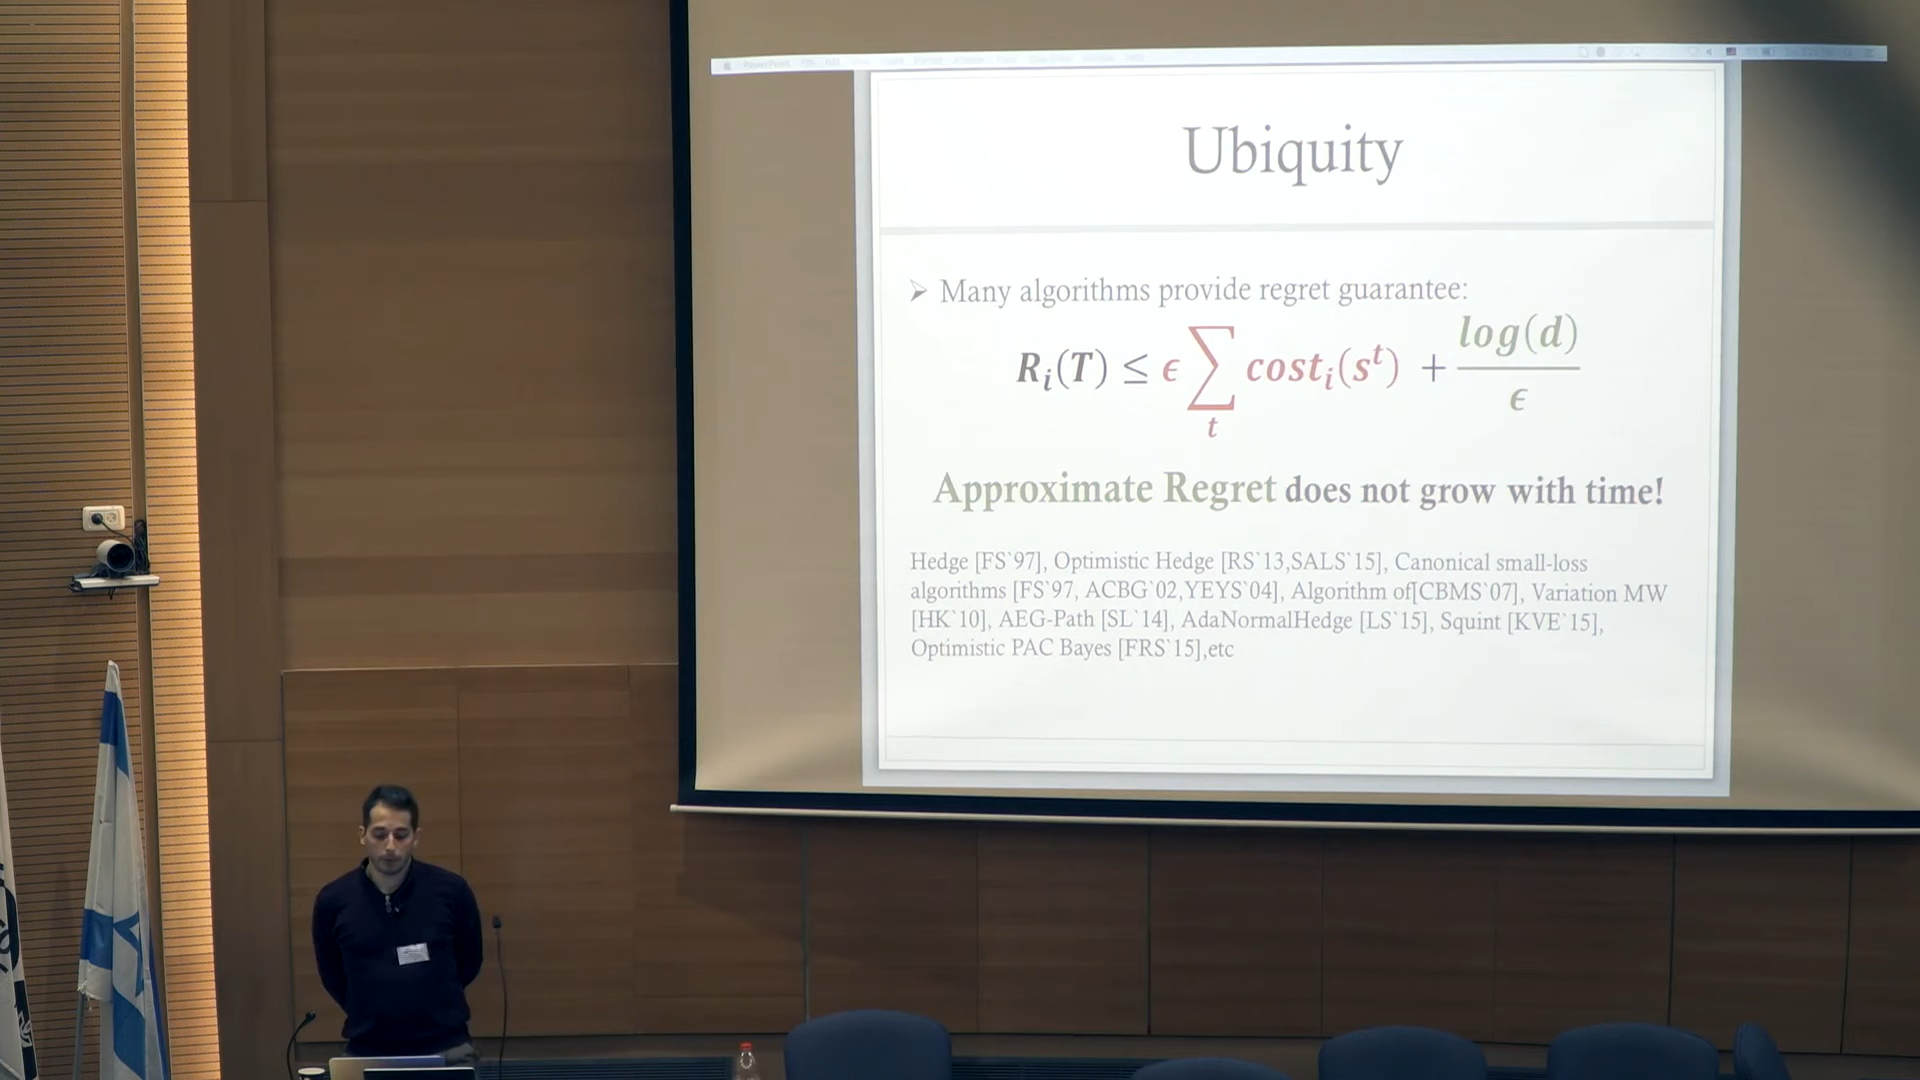 PowerPoint
Ubiquity
➢ Many algorithms provide regret guarantee:
R_i(T) ≤ ϵ ∑_t cost_i(s^t) + log(d)/ϵ
Approximate Regret does not grow with time!
Hedge [FS`97], Optimistic Hedge [RS`13,SALS`15], Canonical small-loss
algorithms [FS`97, ACBG`02,YEYS`04], Algorithm of[CBMS`07], Variation MW
[HK`10], AEG-Path [SL`14], AdaNormalHedge [LS`15], Squint [KVE`15],
Optimistic PAC Bayes [FRS`15],etc